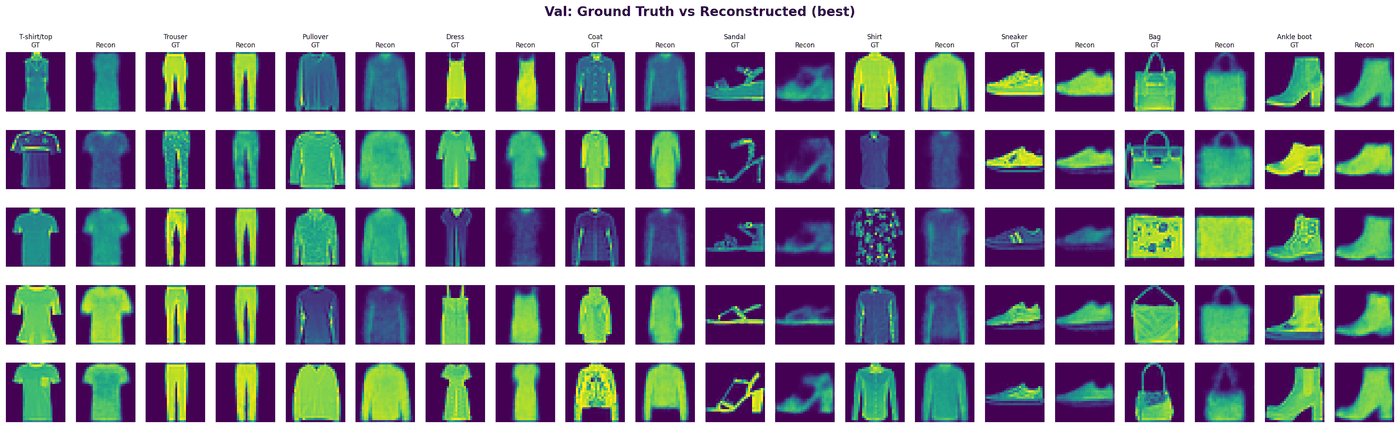 Val: Ground Truth vs Reconstructed (best)
T-shirt/top Trouser Pullover Dress Coat Sandal Shirt Sneaker Bag Ankle boot
GT Recon GT Recon GT Recon GT Recon GT Recon GT Recon GT Recon GT Recon GT Recon GT Recon